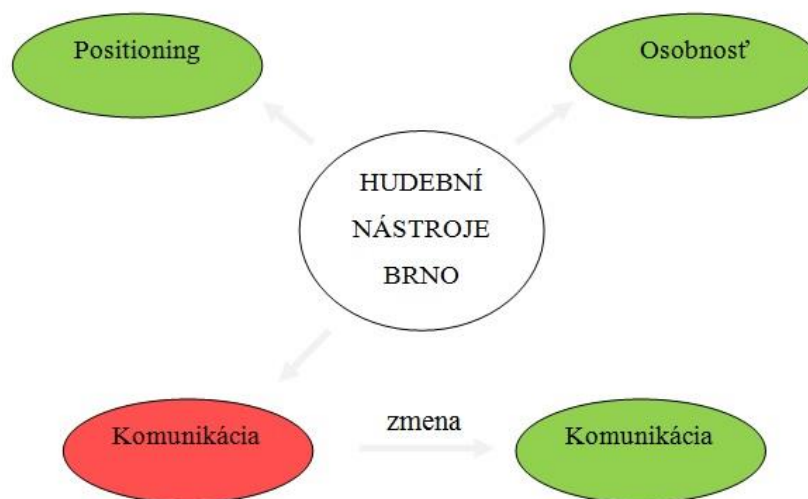 Positioning
Osobnosť
HUDEBNÍ
NÁSTROJE
BRNO
Komunikácia
zmena
Komunikácia